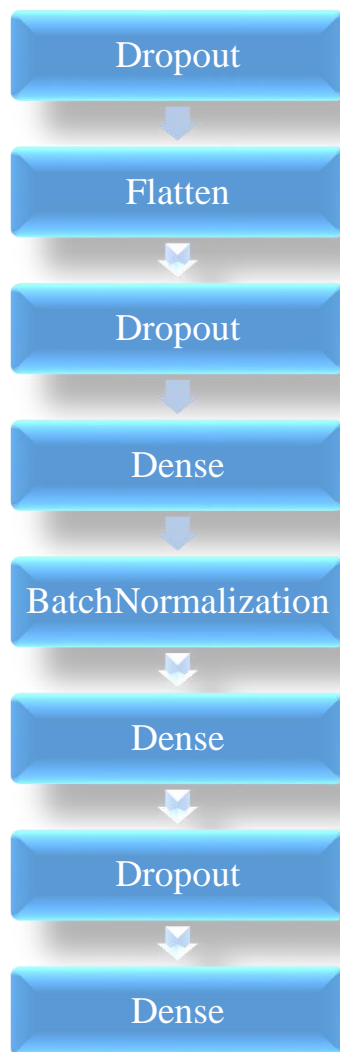 Dropout
Flatten
Dropout
Dense
BatchNormalization
Dense
Dropout
Dense